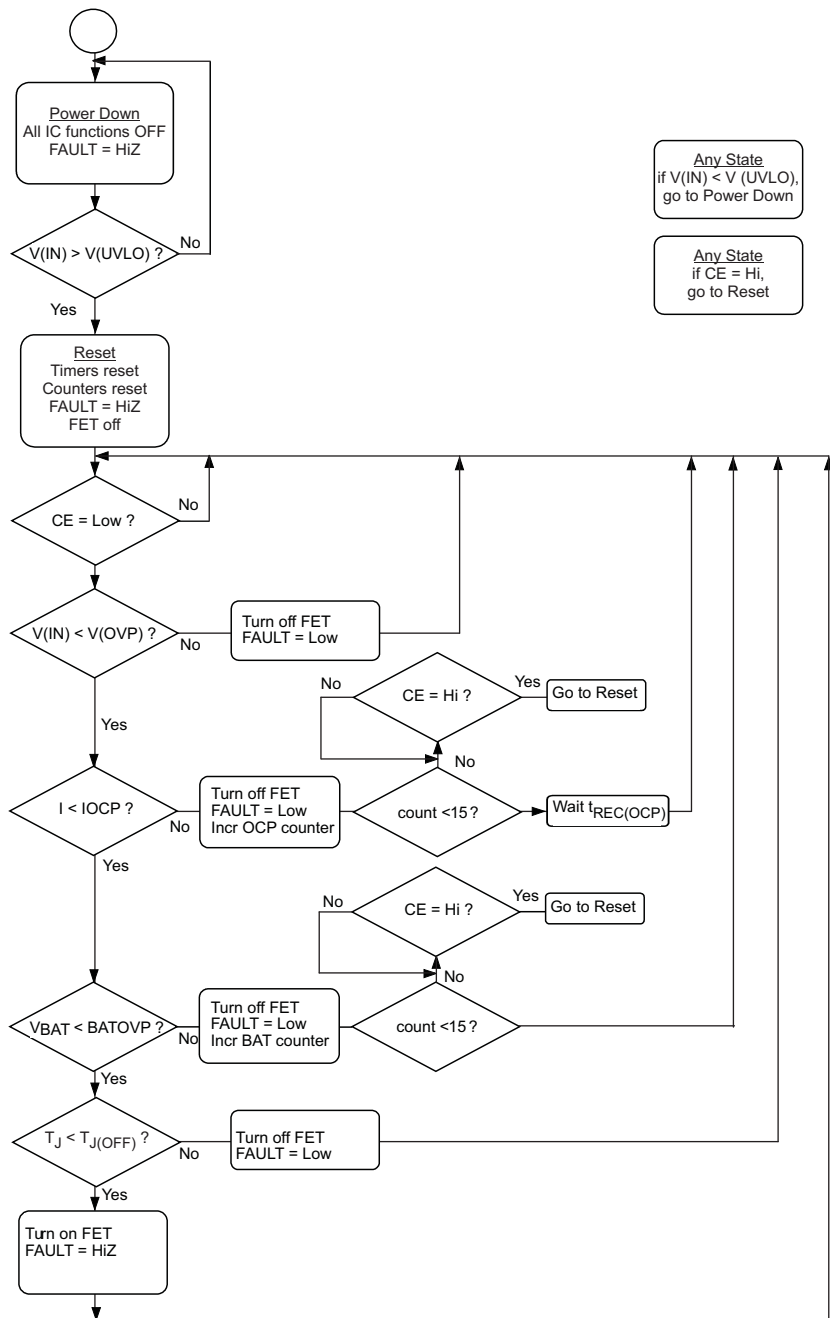 Power Down
All IC functions OFF
FAULT = HiZ
Any State
if V(IN) < V (UVLO),
go to Power Down
V(IN) > V(UVLO) ?
No
Any State
if CE = Hi,
go to Reset
Yes
Reset
Timers reset
Counters reset
FAULT = HiZ
FET off
CE = Low ?
No
V(IN) < V(OVP) ?
No
Turn off FET
FAULT = Low
Yes
No
CE = Hi ?
Yes
Go to Reset
No
I < IOCP ?
No
Turn off FET
FAULT = Low
Incr OCP counter
count <15?
Wait tREC(OCP)
Yes
No
CE = Hi ?
Yes
Go to Reset
No
VBAT < BATOVP ?
No
Turn off FET
FAULT = Low
Incr BAT counter
count <15?
Yes
TJ < TJ(OFF) ?
No
Turn off FET
FAULT = Low
Yes
Turn on FET
FAULT = HiZ